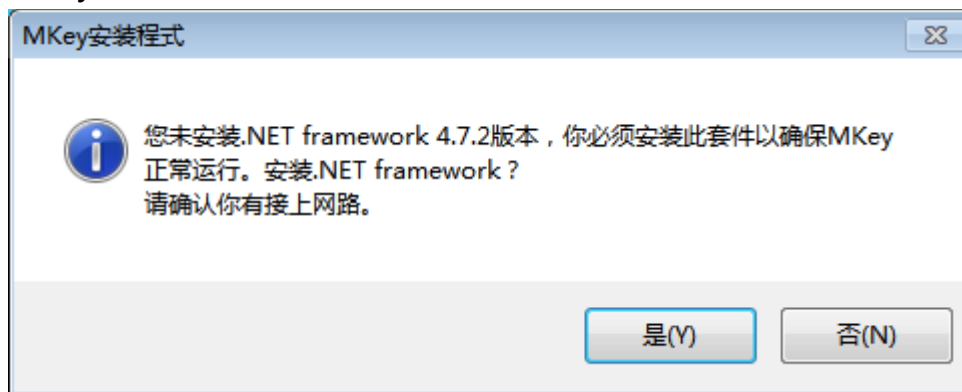 MKey安装程式
您未安装.NET framework 4.7.2版本，你必须安装此套件以确保MKey
正常运行。安装.NET framework？
请确认你有接上网路。
是(Y)
否(N)